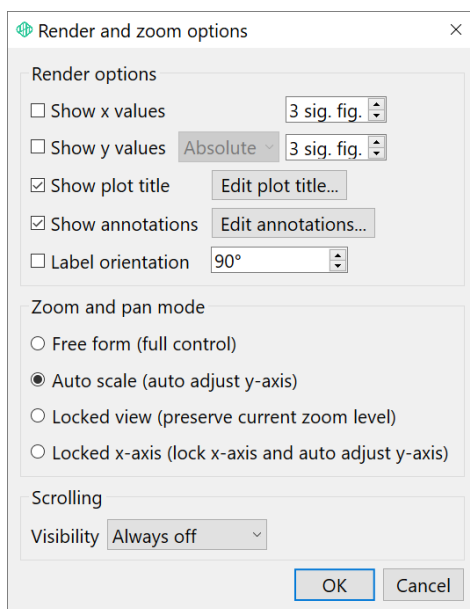 Render and zoom options
Render options
Show x values 3 sig. fig.
Show y values Absolute 3 sig. fig.
Show plot title Edit plot title...
Show annotations Edit annotations...
Label orientation 90°
Zoom and pan mode
Free form (full control)
Auto scale (auto adjust y-axis)
Locked view (preserve current zoom level)
Locked x-axis (lock x-axis and auto adjust y-axis)
Scrolling
Visibility Always off
OK Cancel